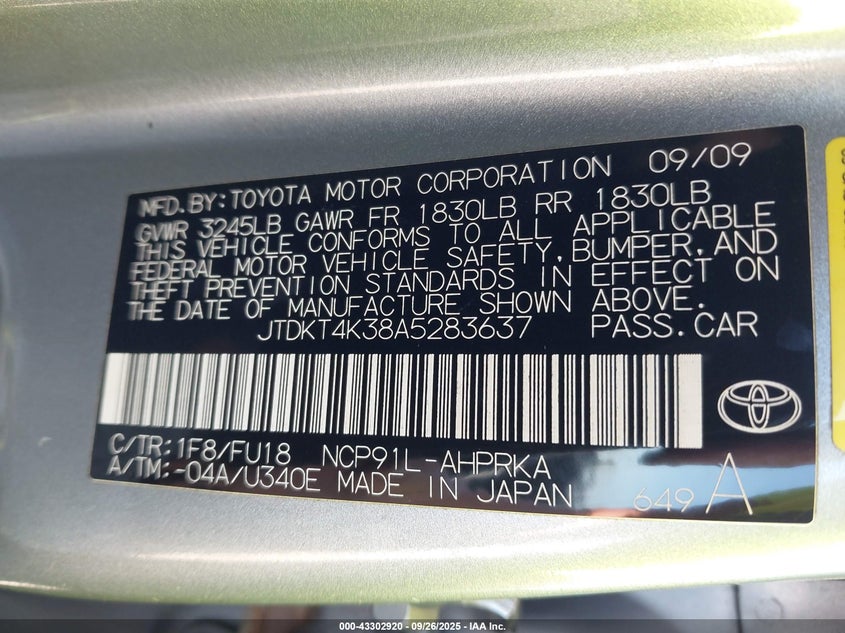 MFD.BY:TOYOTA MOTOR CORPORATION 09/09
GVWR 3245LB GAWR FR 1830LB RR 1830LB
THIS VEHICLE CONFORMS TO ALL APPLICABLE
FEDERAL MOTOR VEHICLE SAFETY,BUMPER,AND
THEFT PREVENTION STANDARDS IN EFFECT ON
THE DATE OF MANUFACTURE SHOWN ABOVE.
JTDKT4K38A5283637 PASS.CAR
C/TR:1F8/FU18 NCP91L-AHPRKA
A/TM:-04A/U340E MADE IN JAPAN 649 A
000-43302920 - 09/26/2025 - IAA Inc.